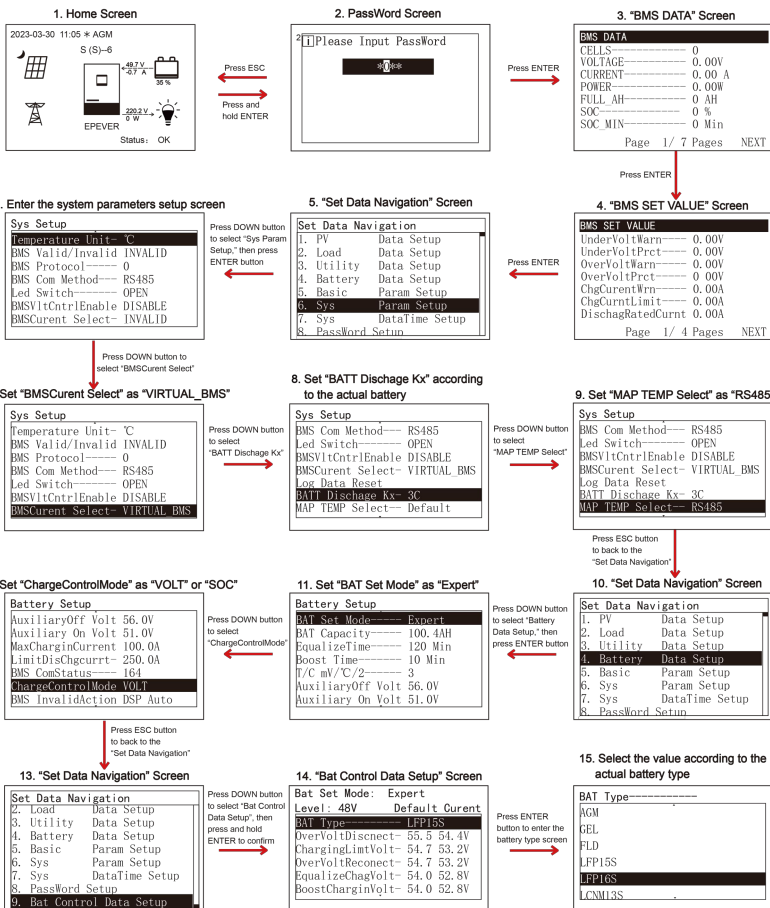 1. Home Screen
2023-03-30 11:05 ＊ AGM
S (S)—6
49.7 V
-0.7 A
35 %
220.2 V
0 W
EPEVER
Status： OK
Press ESC
Press and
hold ENTER
2. PassWord Screen
2 i Please Input PassWord
*0**
Press ENTER
3. “BMS DATA” Screen
BMS DATA
CELLS------------ 0
VOLTAGE---------- 0.00V
CURRENT---------- 0.00 A
POWER------------ 0.00W
FULL_AH---------- 0 AH
SOC-------------- 0 %
SOC_MIN---------- 0 Min
Page 1/ 7 Pages NEXT
Press ENTER
4. “BMS SET VALUE” Screen
BMS SET VALUE
UnderVoltWarn---- 0.00V
UnderVoltPrct---- 0.00V
OverVoltWarn----- 0.00V
OverVoltPrct----- 0.00V
ChgCurentWrn---- 0.00A
ChgCurntLimit---- 0.00A
DischagRatedCurnt 0.00A
Page 1/ 4 Pages NEXT
Press ENTER
5. “Set Data Navigation” Screen
Set Data Navigation
1. PV Data Setup
2. Load Data Setup
3. Utility Data Setup
4. Battery Data Setup
5. Basic Param Setup
6. Sys Param Setup
7. Sys DataTime Setup
8. PassWord Setup
Press DOWN button
to select “Sys Param
Setup,” then press
ENTER button
. Enter the system parameters setup screen
Sys Setup
Temperature Unit- ℃
BMS Valid/Invalid INVALID
BMS Protocol----- 0
BMS Com Method--- RS485
Led Switch------- OPEN
BMSVltCntrlEnable DISABLE
BMSCurent Select- INVALID
Press DOWN button to
select “BMSCurent Select”
Set “BMSCurent Select” as “VIRTUAL_BMS”
Sys Setup
Temperature Unit- ℃
BMS Valid/Invalid INVALID
BMS Protocol----- 0
BMS Com Method--- RS485
Led Switch------- OPEN
BMSVltCntrlEnable DISABLE
BMSCurent Select- VIRTUAL_BMS
Press DOWN button
to select
“BATT Dischage Kx”
8. Set “BATT Dischage Kx” according
to the actual battery
Sys Setup
BMS Com Method--- RS485
Led Switch------- OPEN
BMSVltCntrlEnable DISABLE
BMSCurent Select- VIRTUAL_BMS
Log Data Reset
BATT Dischage Kx- 3C
MAP TEMP Select-- Default
Press DOWN button
to select
“MAP TEMP Select”
9. Set “MAP TEMP Select” as “RS485
Sys Setup
BMS Com Method--- RS485
Led Switch------- OPEN
BMSVltCntrlEnable DISABLE
BMSCurent Select- VIRTUAL_BMS
Log Data Reset
BATT Dischage Kx- 3C
MAP TEMP Select-- RS485
Press ESC button
to back to the
“Set Data Navigation”
10. “Set Data Navigation” Screen
Set Data Navigation
1. PV Data Setup
2. Load Data Setup
3. Utility Data Setup
4. Battery Data Setup
5. Basic Param Setup
6. Sys Param Setup
7. Sys DataTime Setup
8. PassWord Setup
Press DOWN button
to select “Battery
Data Setup,” then
press ENTER button
11. Set “BAT Set Mode” as “Expert”
Battery Setup
BAT Set Mode----- Expert
BAT Capacity----- 100.4AH
EqualizeTime----- 120 Min
Boost Time------- 10 Min
T/C mV/℃/2------ 3
AuxiliaryOff Volt 56.0V
Auxiliary On Volt 51.0V
Press DOWN button
to select
“ChargeControlMode”
Set “ChargeControlMode” as “VOLT” or “SOC”
Battery Setup
AuxiliaryOff Volt 56.0V
Auxiliary On Volt 51.0V
MaxCharginCurrent 100.0A
LimitDisChgcurrt- 250.0A
BMS ComStatus---- 164
ChargeControlMode VOLT
BMS InvalidAction DSP Auto
Press ESC button
to back to the
“Set Data Navigation”
13. “Set Data Navigation” Screen
Set Data Navigation
2. Load Data Setup
3. Utility Data Setup
4. Battery Data Setup
5. Basic Param Setup
6. Sys Param Setup
7. Sys DataTime Setup
8. PassWord Setup
9. Bat Control Data Setup
Press DOWN button
to select “Bat Control
Data Setup”, then
press and hold
ENTER to confirm
14. “Bat Control Data Setup” Screen
Bat Set Mode: Expert
Level: 48V Default Curent
BAT Type--------- LFP15S
OverVoltDiscnect- 55.5 54.4V
ChargingLimtVolt- 54.7 53.2V
OverVoltReconect- 54.7 53.2V
EqualizeChagVolt- 54.0 52.8V
BoostCharginVolt- 54.0 52.8V
Press ENTER
button to enter the
battery type screen
15. Select the value according to the
actual battery type
BAT Type-----------
AGM
GEL
FLD
LFP15S
LFP16S
LCNM13S